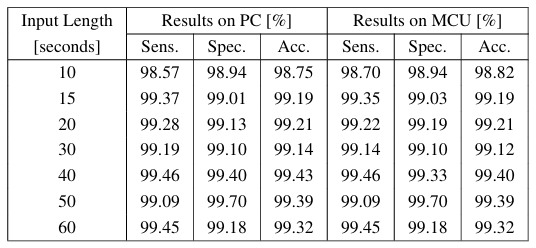 Input Length Results on PC [%] Results on MCU [%]
[seconds] Sens. Spec. Acc. Sens. Spec. Acc.
10 98.57 98.94 98.75 98.70 98.94 98.82
15 99.37 99.01 99.19 99.35 99.03 99.19
20 99.28 99.13 99.21 99.22 99.19 99.21
30 99.19 99.10 99.14 99.14 99.10 99.12
40 99.46 99.40 99.43 99.46 99.33 99.40
50 99.09 99.70 99.39 99.09 99.70 99.39
60 99.45 99.18 99.32 99.45 99.18 99.32